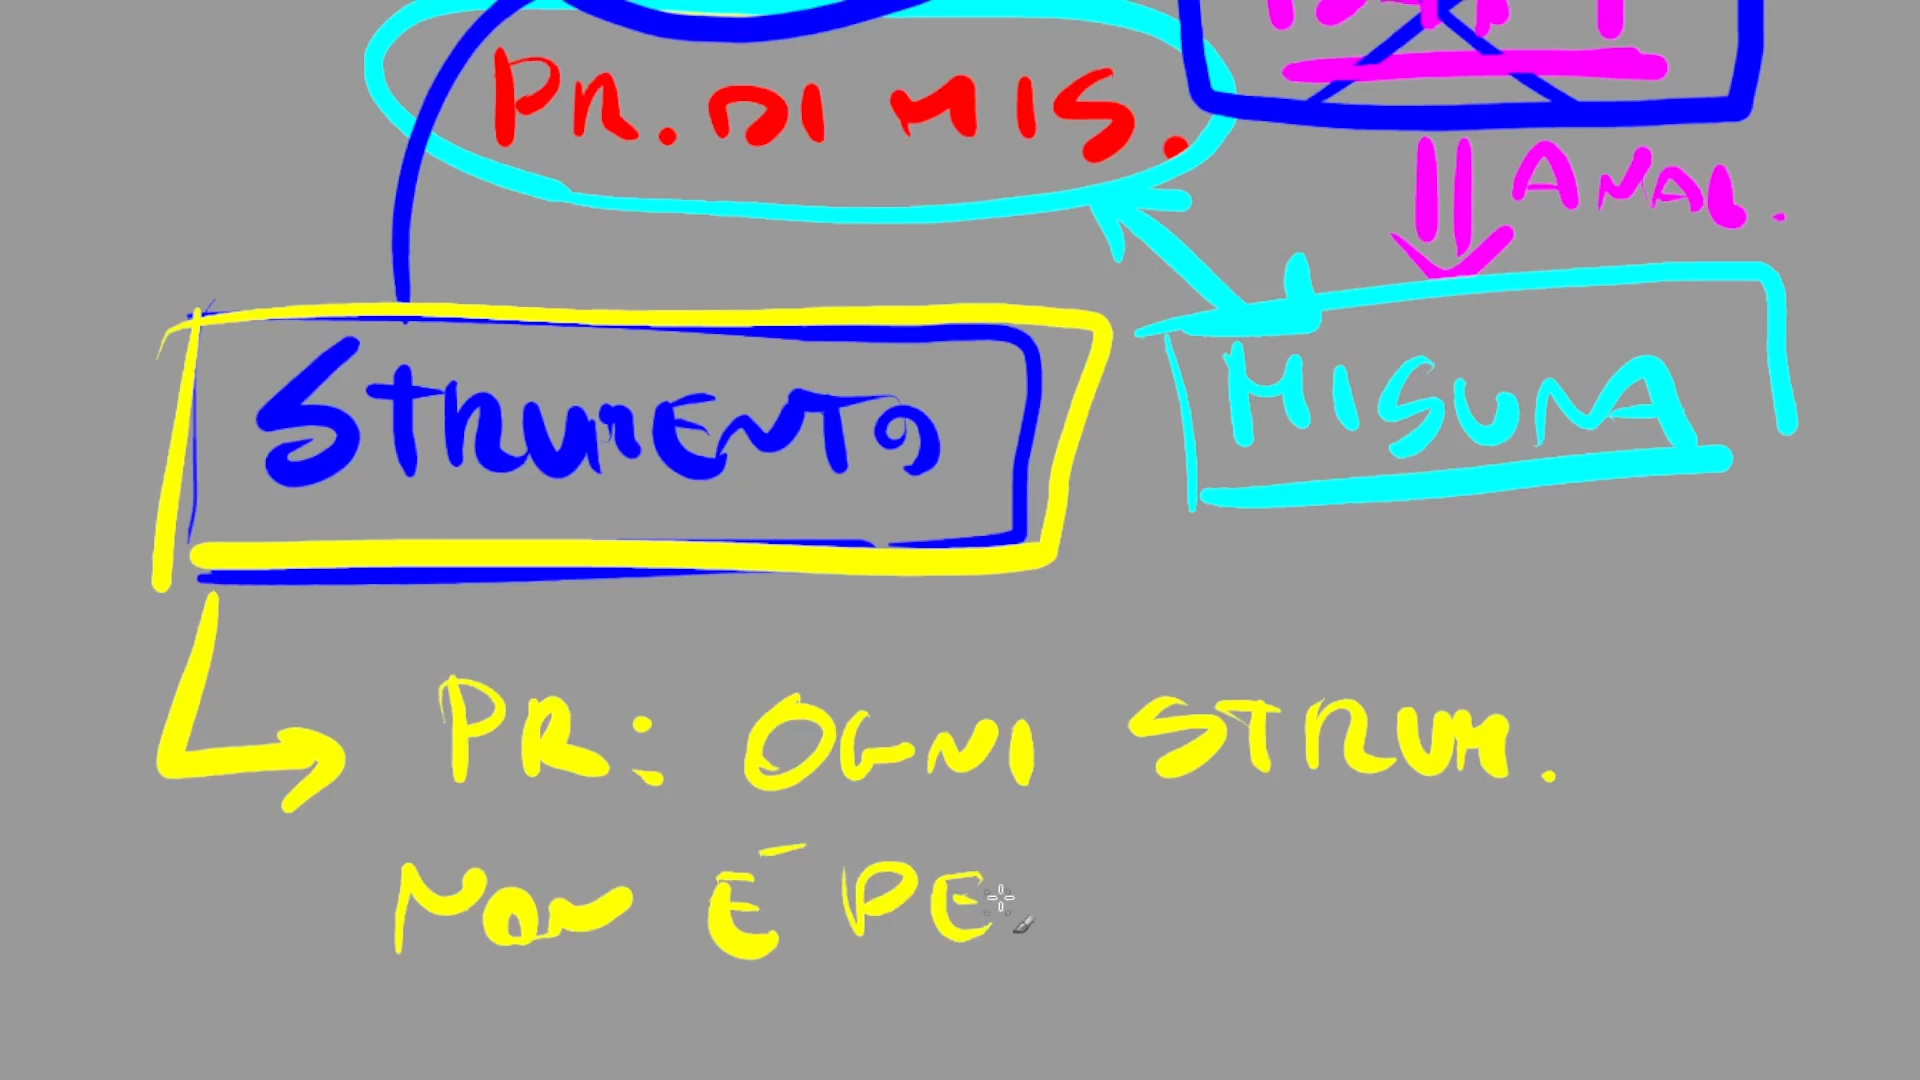 PR. DI MIS.
ANAL.
STRUMENTO
MISURA
PR: OGNI STRUM.
NON È PE